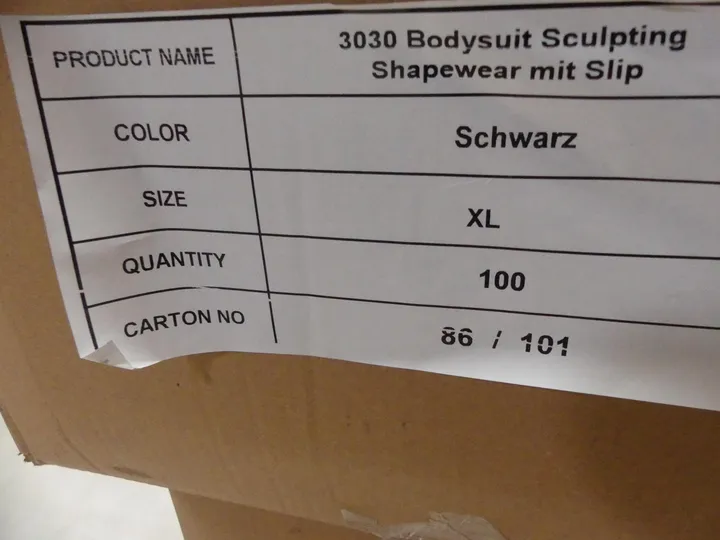 PRODUCT NAME
3030 Bodysuit Sculpting
Shapewear mit Slip
COLOR
Schwarz
SIZE
XL
QUANTITY
100
CARTON NO
86 / 101